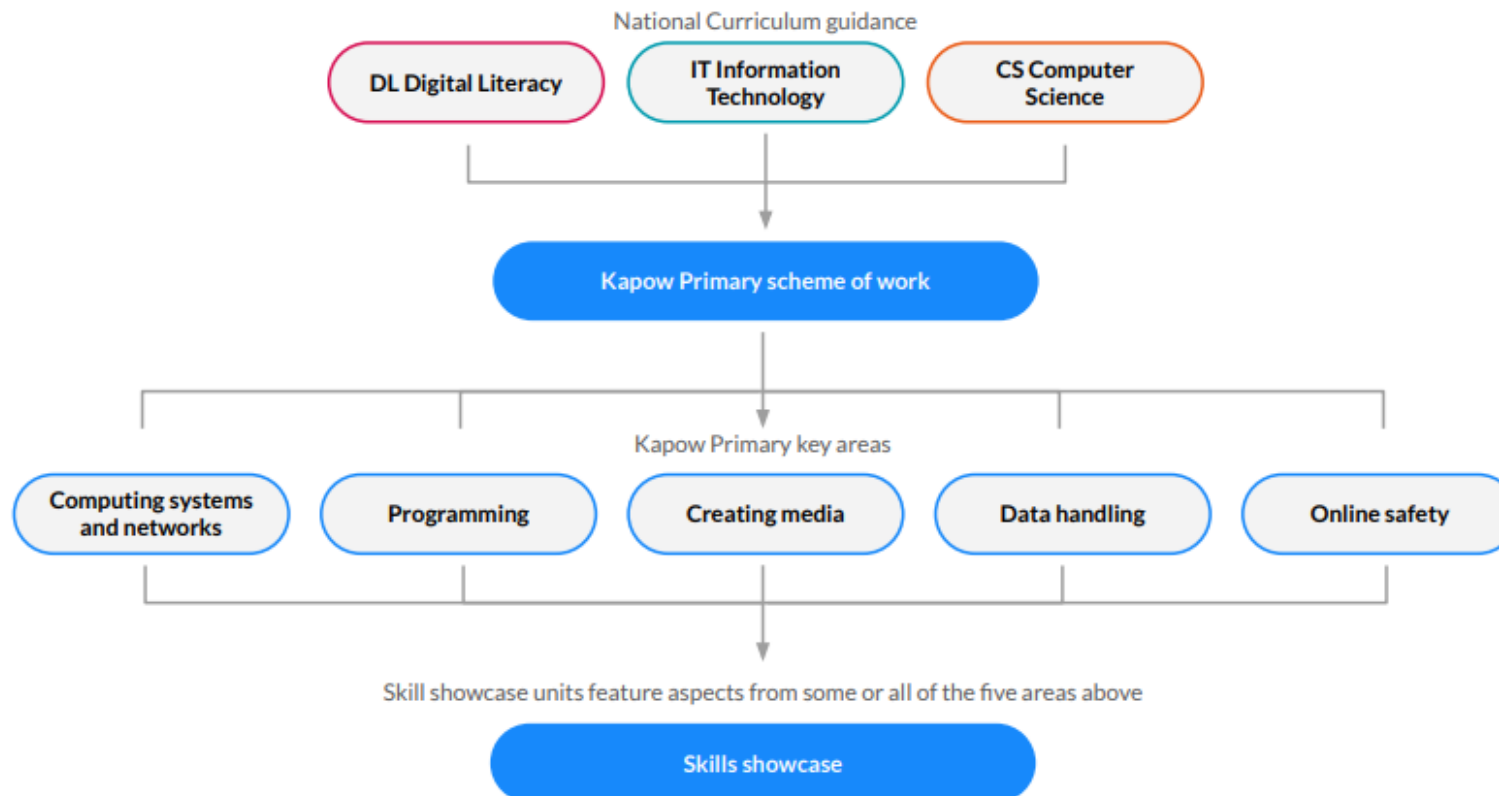 National Curriculum guidance
DL Digital Literacy
IT Information
Technology
CS Computer
Science
Kapow Primary scheme of work
Kapow Primary key areas
Computing systems
and networks
Programming
Creating media
Data handling
Online safety
Skill showcase units feature aspects from some or all of the five areas above
Skills showcase